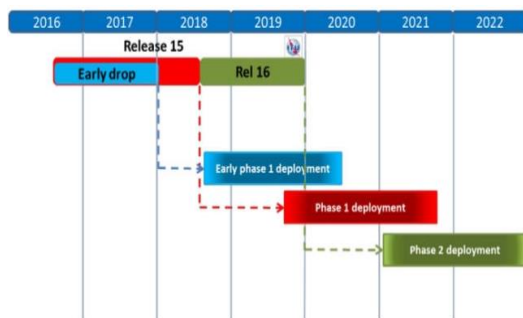 2016 2017 2018 2019 2020 2021 2022
Release 15
Early drop Rel 16
Early phase 1 deployment
Phase 1 deployment
Phase 2 deployment